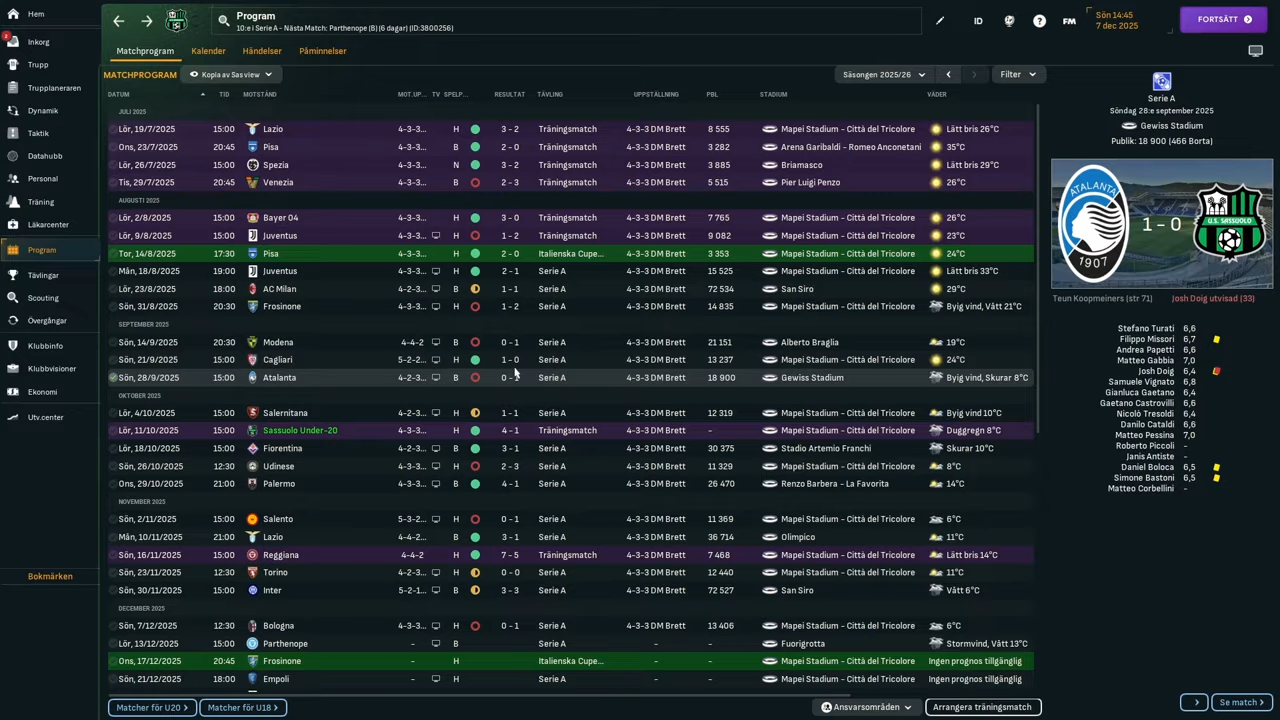 Hem
Program
10:e i Serie A - Nästa Match: Parthenope (B) (6 dagar) (ID:3800256)
ID
FM
Sön 14:45
7 dec 2025
FORTSÄTT
Inkorg
Trupp
Trupplaneraren
Dynamik
Taktik
Datahubb
Personal
Träning
Läkarcenter
Program
Tävlingar
Scouting
Övergångar
Klubbinfo
Klubbvisioner
Ekonomi
Utv.center
Bokmärken
Matchprogram Kalender Händelser Påminnelser
MATCHPROGRAM Kopia av Sas view Säsongen 2025/26 Filter
DATUM TID MOTSTÅND MOT.UP... TV SPELP... RESULTAT TÄVLING UPPSTÄLLNING PBL STADIUM VÄDER
JULI 2025
Lör, 19/7/2025 15:00 Lazio 4-3-3... H 3 - 2 Träningsmatch 4-3-3 DM Brett 8 555 Mapei Stadium - Città del Tricolore Lätt bris 26°C
Ons, 23/7/2025 20:45 Pisa 4-3-3... B 2 - 0 Träningsmatch 4-3-3 DM Brett 3 282 Arena Garibaldi - Romeo Anconetani 35°C
Lör, 26/7/2025 15:00 Spezia 4-3-3... N 3 - 2 Träningsmatch 4-3-3 DM Brett 3 885 Briamasco Lätt bris 29°C
Tis, 29/7/2025 20:45 Venezia 4-3-3... B 2 - 3 Träningsmatch 4-3-3 DM Brett 5 515 Pier Luigi Penzo 26°C
AUGUSTI 2025
Lör, 2/8/2025 15:00 Bayer 04 4-3-3... H 3 - 0 Träningsmatch 4-3-3 DM Brett 7 765 Mapei Stadium - Città del Tricolore 26°C
Lör, 9/8/2025 15:00 Juventus 4-3-3... H 1 - 3 Träningsmatch 4-3-3 DM Brett 9 082 Mapei Stadium - Città del Tricolore 23°C
Tor, 14/8/2025 17:30 Pisa 4-3-3... H 2 - 0 Italienska Cupe... 4-3-3 DM Brett 3 353 Mapei Stadium - Città del Tricolore 24°C
Mån, 18/8/2025 19:00 Juventus 4-3-3... H 2 - 1 Serie A 4-3-3 DM Brett 15 525 Mapei Stadium - Città del Tricolore Lätt bris 33°C
Lör, 23/8/2025 18:00 AC Milan 4-2-3... B 1 - 1 Serie A 4-3-3 DM Brett 72 534 San Siro 29°C
Sön, 31/8/2025 20:30 Frosinone 4-2-3... H 1 - 2 Serie A 4-3-3 DM Brett 14 835 Mapei Stadium - Città del Tricolore Byig vind, Vått 21°C
SEPTEMBER 2025
Sön, 14/9/2025 20:30 Modena 4-4-2 B 0 - 1 Serie A 4-3-3 DM Brett 21 151 Alberto Braglia 19°C
Sön, 21/9/2025 15:00 Cagliari 5-2-2... H 1 - 0 Serie A 4-3-3 DM Brett 13 237 Mapei Stadium - Città del Tricolore 24°C
Sön, 28/9/2025 15:00 Atalanta 4-2-3... B 0 - 1 Serie A 4-3-3 DM Brett 18 900 Gewiss Stadium Byig vind, Skurar 8°C
OKTOBER 2025
Lör, 4/10/2025 15:00 Salernitana 4-2-3... H 1 - 1 Serie A 4-3-3 DM Brett 12 319 Mapei Stadium - Città del Tricolore Byig vind 10°C
Lör, 11/10/2025 15:00 Sassuolo Under-20 4-3-3... H 4 - 1 Träningsmatch 4-3-3 DM Brett - Mapei Stadium - Città del Tricolore Duggregn 8°C
Lör, 18/10/2025 15:00 Fiorentina 4-2-3... B 3 - 1 Serie A 4-3-3 DM Brett 30 375 Stadio Artemio Franchi Skurar 10°C
Sön, 26/10/2025 12:30 Udinese 4-3-3... H 2 - 3 Serie A 4-3-3 DM Brett 11 329 Mapei Stadium - Città del Tricolore 8°C
Ons, 29/10/2025 21:00 Palermo 4-2-3... B 4 - 1 Serie A 4-3-3 DM Brett 26 470 Renzo Barbera - La Favorita 14°C
NOVEMBER 2025
Sön, 2/11/2025 15:00 Salento 5-3-2... H 0 - 1 Serie A 4-3-3 DM Brett 11 369 Mapei Stadium - Città del Tricolore 6°C
Mån, 10/11/2025 21:00 Lazio 4-4-2... B 3 - 1 Serie A 4-3-3 DM Brett 36 714 Olimpico 11°C
Sön, 16/11/2025 15:00 Reggiana 4-4-2 H 7 - 5 Träningsmatch 4-3-3 DM Brett 7 468 Mapei Stadium - Città del Tricolore Lätt bris 14°C
Sön, 23/11/2025 12:30 Torino 4-2-3... H 0 - 0 Serie A 4-3-3 DM Brett 12 440 Mapei Stadium - Città del Tricolore 11°C
Sön, 30/11/2025 15:00 Inter 5-2-1... B 3 - 3 Serie A 4-3-3 DM Brett 72 527 San Siro Vått 6°C
DECEMBER 2025
Sön, 7/12/2025 12:30 Bologna 4-3-3... H 0 - 1 Serie A 4-3-3 DM Brett 13 406 Mapei Stadium - Città del Tricolore 6°C
Lör, 13/12/2025 15:00 Parthenope - B Serie A - - Fuorigrotta Stormvind, Vått 13°C
Ons, 17/12/2025 20:45 Frosinone - H Italienska Cupe... - - Mapei Stadium - Città del Tricolore Ingen prognos tillgänglig
Sön, 21/12/2025 18:00 Empoli - H Serie A - - Mapei Stadium - Città del Tricolore Ingen prognos tillgänglig
Matcher för U20 Matcher för U18 Ansvarsområden Arrangera träningsmatch
Serie A
Söndag 28:e september 2025
Gewiss Stadium
Publik: 18 900 (466 Borta)
ATALANTA
1907
1 - 0
U.S. SASSUOLO
Teun Koopmeiners (str 71) Josh Doig utvisad (33)
Stefano Turati 6,6
Filippo Missori 6,7
Andrea Papetti 6,6
Matteo Gabbia 7,0
Josh Doig 6,4
Samuele Vignato 6,8
Gianluca Gaetano 6,4
Gaetano Castrovilli 6,6
Nicolò Tresoldi 6,4
Danilo Cataldi 6,6
Matteo Pessina 7,0
Roberto Piccoli -
Janis Antiste -
Daniel Boloca 6,5
Simone Bastoni 6,5
Matteo Corbellini -
Se match